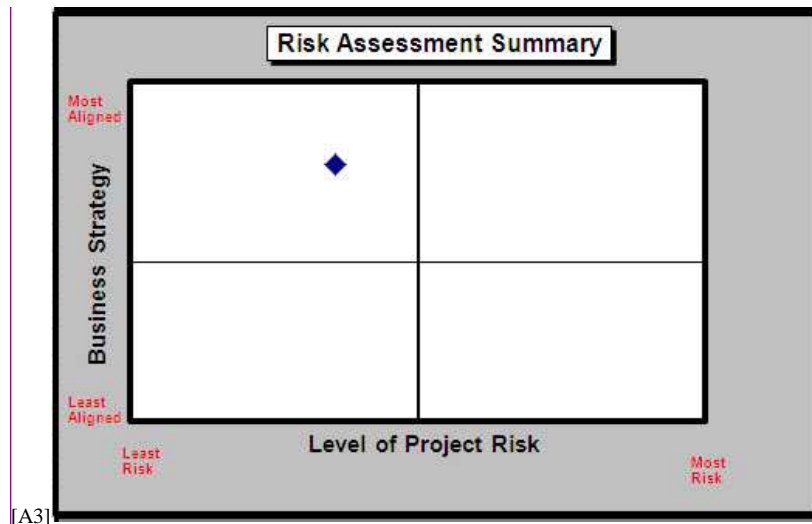 Risk Assessment Summary
Most
Aligned
Business Strategy
Least
Aligned
Least
Risk
Level of Project Risk
Most
Risk
[A3]